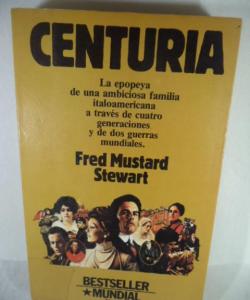 CENTURIA
La epopeya
de una ambiciosa familia
italoamericana
a través de cuatro
generaciones
y de dos guerras
mundiales.
Fred Mustard
Stewart
BESTSELLER
★ MUNDIAL